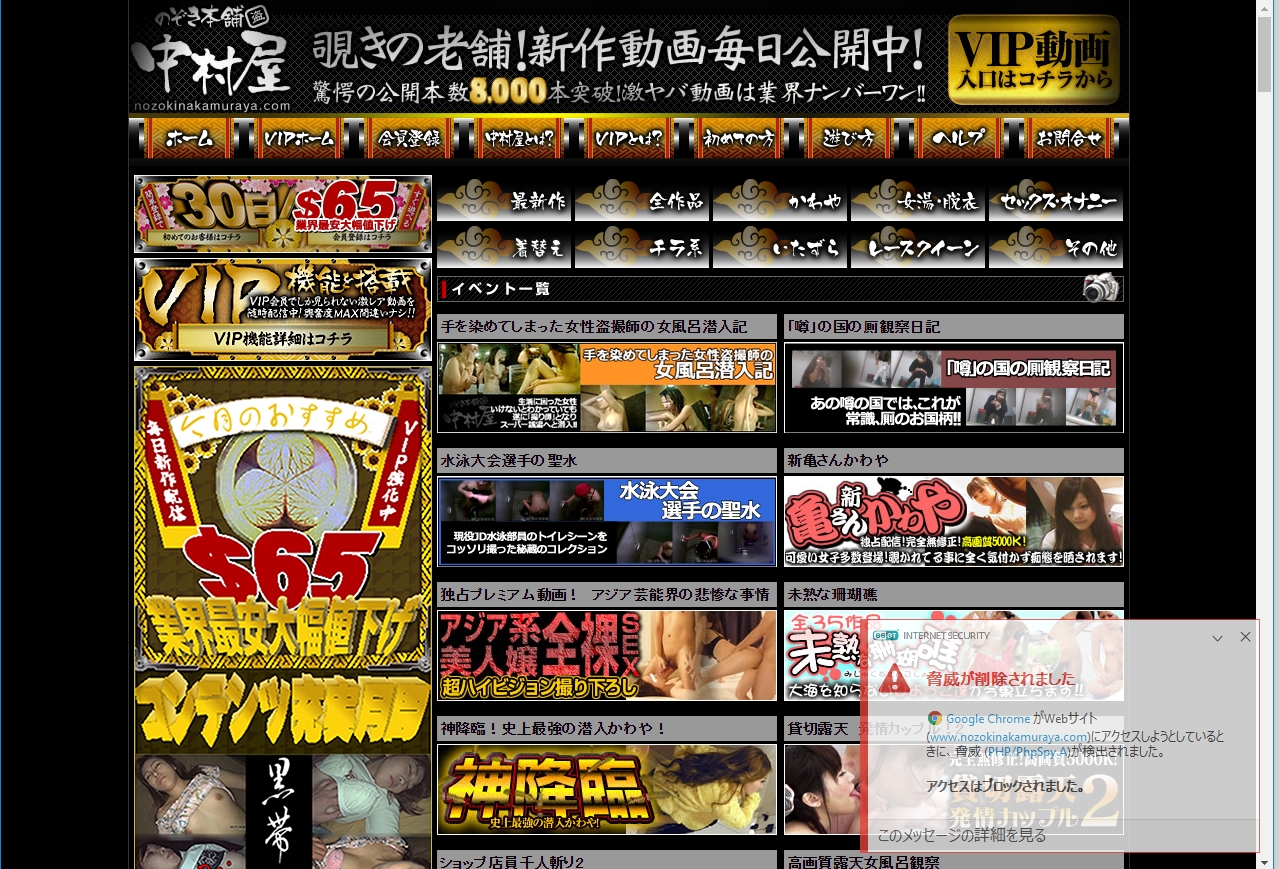 のぞき本舗 盗
中村屋
nozokinakamuraya.com
覗きの老舗!新作動画毎日公開中!
驚愕の公開本数8,000本突破!激ヤバ動画は業界ナンバーワン!!
VIP動画
入口はコチラから
ホーム
VIPホーム
会員登録
中村屋とは?
VIPとは?
初めての方
遊び方
ヘルプ
お問合せ
30日! $65
業界最安大幅値下げ
初めてのお客様はコチラ
会員登録はコチラ
VIP機能を搭載
VIP会員でしか見られない激レア動画を
随時配信中!興奮度MAX間違いナシ!!
VIP機能詳細はコチラ
六月のおすすめ
毎日新作配信
VIP強化中
$65
業界最安大幅値下げ
コンテンツ充実月間
黒帯
最新作
全作品
かわや
女湯・脱衣
セックス・オナニー
着替え
チラ系
いたずら
レースクイーン
その他
イベント一覧
手を染めてしまった女性盗撮師の女風呂潜入記
手を染めてしまった女性盗撮師の
女風呂潜入記
生活に困った女性
いけないとわかっていても
遂に「撮り師」となり
スーパー銭湯へと潜入!!
「噂」の国の厠観察日記
「噂」の国の厠観察日記
あの噂の国では、これが
常識、厠のお国柄!!
水泳大会選手の聖水
水泳大会
選手の聖水
現役JD水泳部員のトイレシーンを
コッソリ撮った秘蔵のコレクション
新亀さんかわや
新亀さんかわや
独占配信!完全無修正!高画質5000K!
可愛い女子多数登場!覗かれてる事に全く気付かず痴態を晒されます!
独占プレミアム動画！ アジア芸能界の悲惨な事情
アジア系
美人嬢
全裸
SEX
超ハイビジョン撮り下ろし
未熟な珊瑚礁
全35作品
神降臨！史上最強の潜入かわや！
神降臨
史上最強の潜入かわや!
貸切露天 発情カップル！2
完全無修正!高画質5000K!
貸切露天
発情カップル2
ショップ店員千人斬り2
高画質露天女風呂観察
eset INTERNET SECURITY
脅威が削除されました
Google Chrome がWebサイト
(www.nozokinakamuraya.com)にアクセスしようとしていると
きに、脅威 (PHP/PhpSpy.A)が検出されました。
アクセスはブロックされました。
このメッセージの詳細を見る